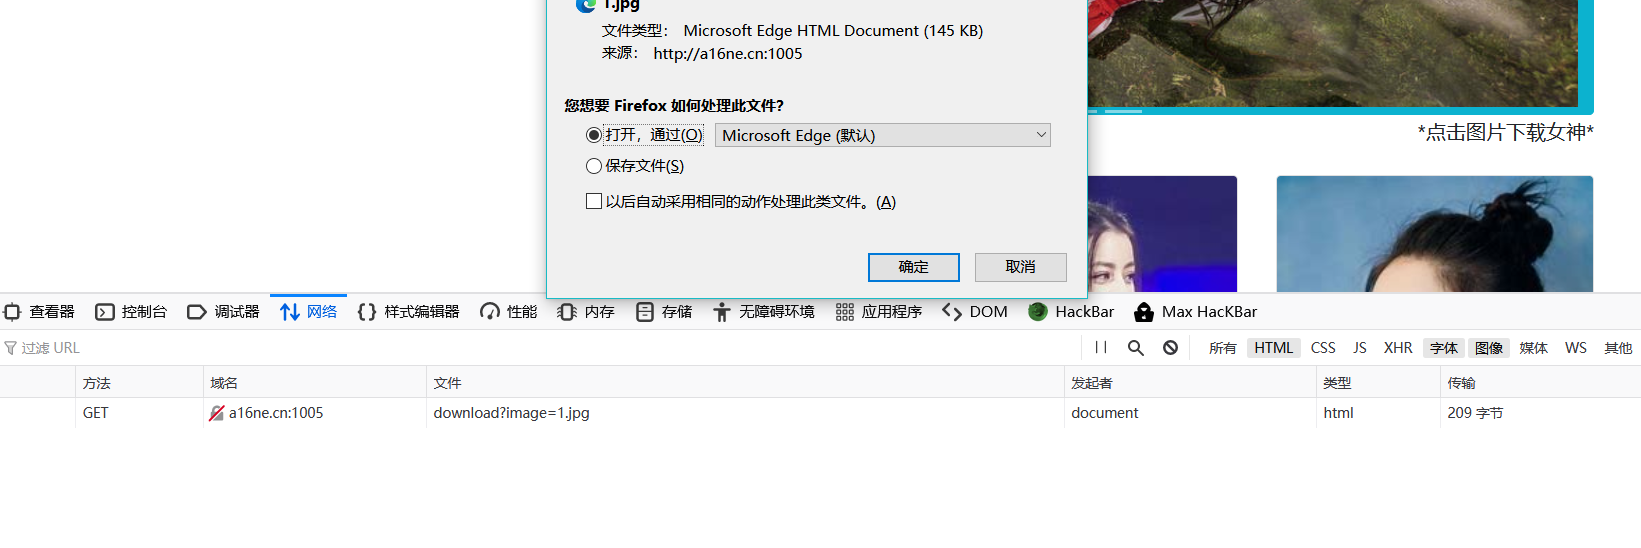 1.jpg
文件类型： Microsoft Edge HTML Document (145 KB)
来源： http://a16ne.cn:1005
您想要 Firefox 如何处理此文件？
打开，通过(O) Microsoft Edge (默认)
保存文件(S)
以后自动采用相同的动作处理此类文件。(A)
确定 取消
*点击图片下载女神*
查看器 控制台 调试器 网络 样式编辑器 性能 内存 存储 无障碍环境 应用程序 DOM HackBar Max HacKBar
过滤 URL 所有 HTML CSS JS XHR 字体 图像 媒体 WS 其他
方法 域名 文件 发起者 类型 传输
GET a16ne.cn:1005 download?image=1.jpg document html 209 字节